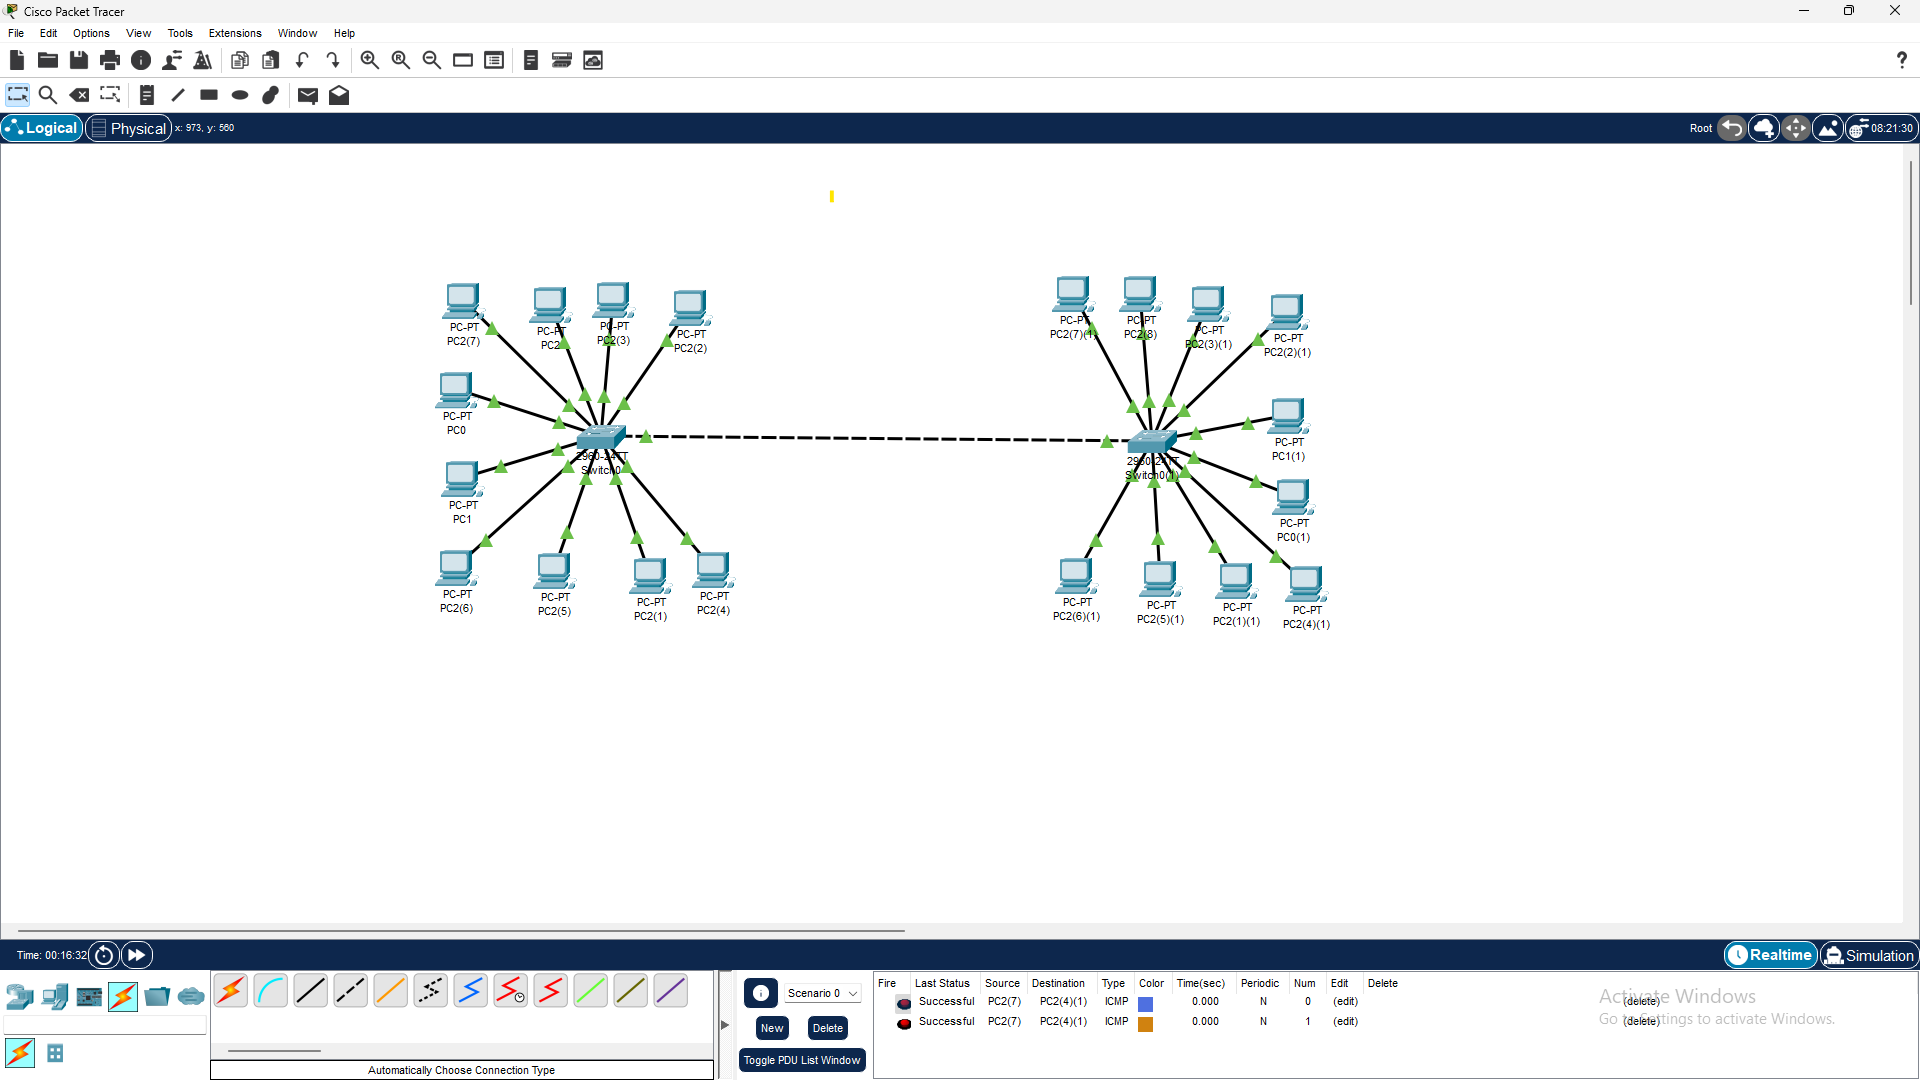 Cisco Packet Tracer
File Edit Options View Tools Extensions Window Help
Logical Physical x: 973, y: 560 Root 08:21:30
PC-PT
PC2(7)
PC-PT
PC2
PC-PT
PC2(3)
PC-PT
PC2(2)
PC-PT
PC0
PC-PT
PC1
PC-PT
PC2(6)
PC-PT
PC2(5)
PC-PT
PC2(1)
PC-PT
PC2(4)
2960-24TT
Switch0
PC-PT
PC2(7)(1)
PC-PT
PC2(8)
PC-PT
PC2(3)(1)
PC-PT
PC2(2)(1)
PC-PT
PC1(1)
PC-PT
PC0(1)
2960-24TT
Switch0(1)
PC-PT
PC2(6)(1)
PC-PT
PC2(5)(1)
PC-PT
PC2(1)(1)
PC-PT
PC2(4)(1)
Time: 00:16:32 Realtime Simulation
Automatically Choose Connection Type
Scenario 0
New Delete
Toggle PDU List Window
Fire Last Status Source Destination Type Color Time(sec) Periodic Num Edit Delete
Successful PC2(7) PC2(4)(1) ICMP 0.000 N 0 (edit) (delete)
Successful PC2(7) PC2(4)(1) ICMP 0.000 N 1 (edit) (delete)
Activate Windows
Go to Settings to activate Windows.